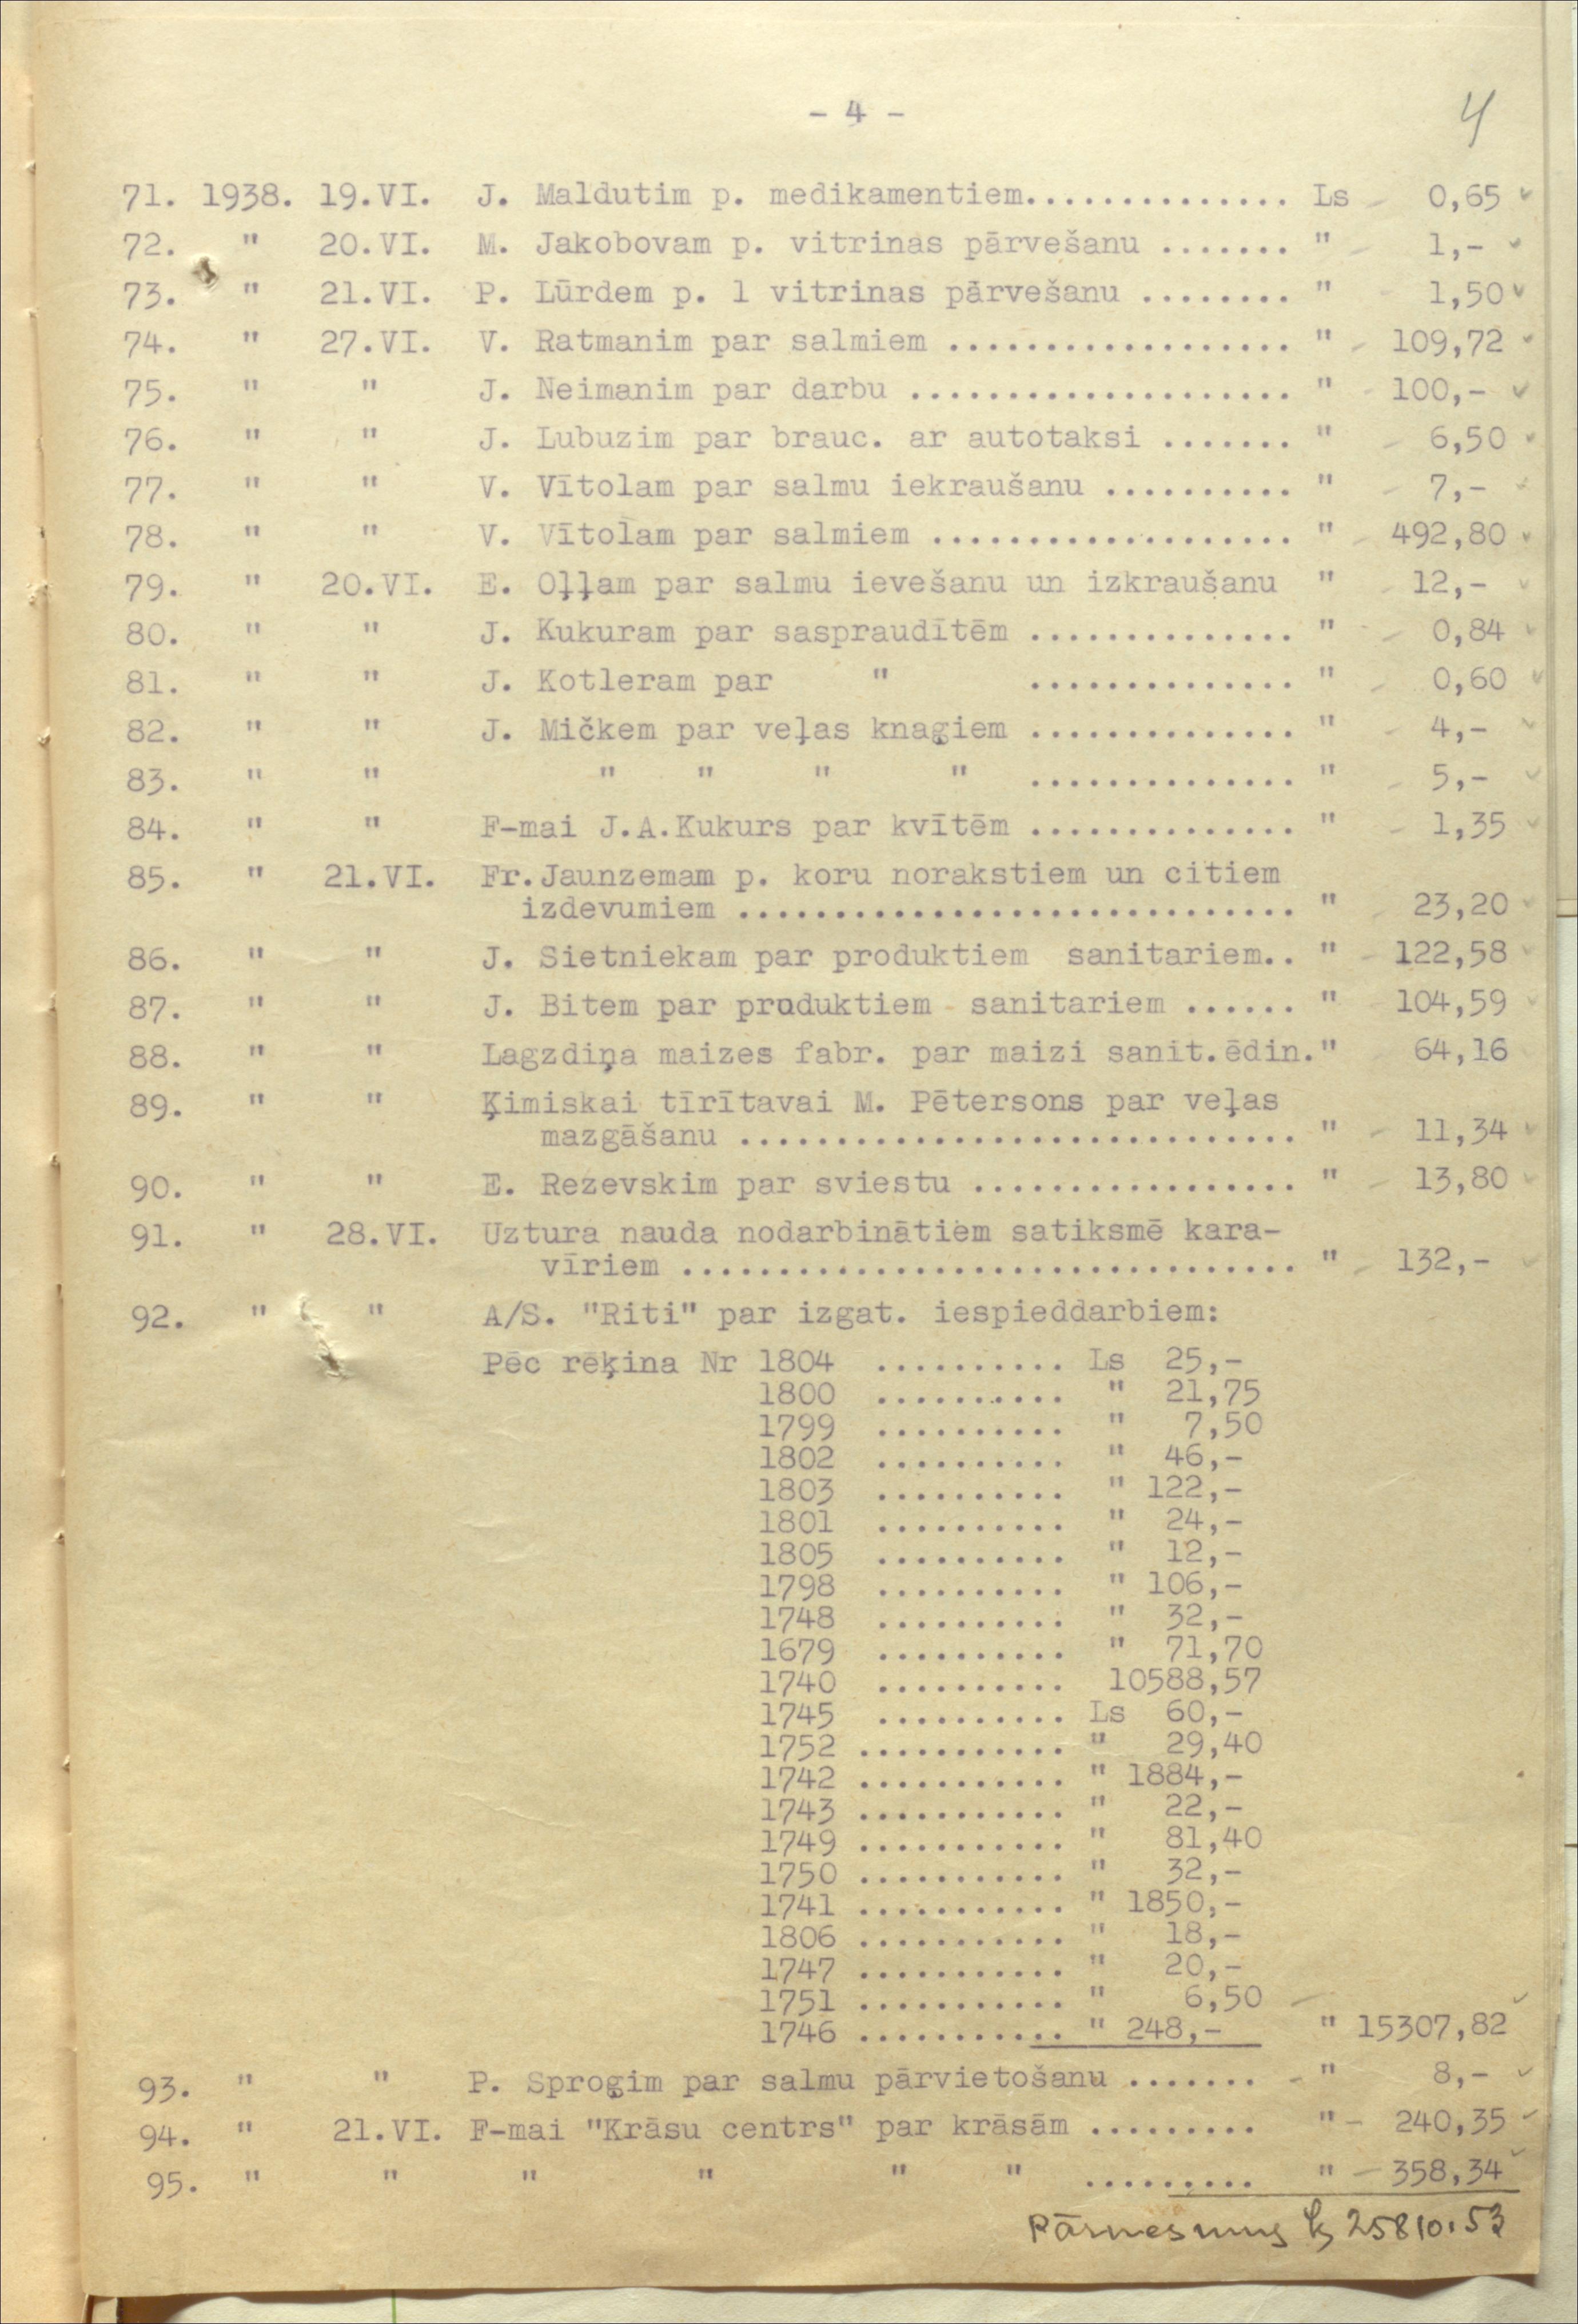 - 4 -
4
71. 1938. 19.VI. J. Maldutim p. medikamentiem.............. Ls 0,65
72. " 20.VI. M. Jakobovam p. vitrinas pārvešanu ....... " 1,-
73. " 21.VI. P. Lūrdem p. 1 vitrinas pārvešanu ........ " 1,50
74. " 27.VI. V. Ratmanim par salmiem .................. " 109,72
75. " " J. Neimanim par darbu .................... " 100,-
76. " " J. Lubuzim par brauc. ar autotaksi ....... " 6,50
77. " " V. Vītolam par salmu iekraušanu .......... " 7,-
78. " " V. Vītolam par salmiem ................... " 492,80
79. " 20.VI. E. Oļļam par salmu ievešanu un izkraušanu " 12,-
80. " " J. Kukuram par saspraudītēm .............. " 0,84
81. " " J. Kotleram par " .............. " 0,60
82. " " J. Mičkem par veļas knaģiem .............. " 4,-
83. " " " " " " .............. " 5,-
84. " " F-mai J.A.Kukurs par kvītēm .............. " 1,35
85. " 21.VI. Fr.Jaunzemam p. koru norakstiem un citiem
izdevumiem ............................. " 23,20
86. " " J. Sietniekam par produktiem sanitariem.. " 122,58
87. " " J. Bitem par pruduktiem - sanitariem ...... " 104,59
88. " " Lagzdiņa maizes fabr. par maizi sanit.ēdin." 64,16
89. " " Ķimiskai tīrītavai M. Pētersons par veļas
mazgāšanu ............................. " 11,34
90. " " E. Rezevskim par sviestu ................. " 13,80
91. " 28.VI. Uztura nauda nodarbinātiem satiksmē kara-
vīriem ................................ " 132,-
92. " " A/S. "Riti" par izgat. iespieddarbiem:
Pēc rēķina Nr 1804 .......... Ls 25,-
1800 .......... " 21,75
1799 .......... " 7,50
1802 .......... " 46,-
1803 .......... " 122,-
1801 .......... " 24,-
1805 .......... " 12,-
1798 .......... " 106,-
1748 .......... " 32,-
1679 .......... " 71,70
1740 .......... 10588,57
1745 .......... Ls 60,-
1752 ........... " 29,40
1742 ........... " 1884,-
1743 ........... " 22,-
1749 ........... " 81,40
1750 ........... " 32,-
1741 ........... " 1850,-
1806 ........... " 18,-
1747 ........... " 20,-
1751 ........... " 6,50
1746 ........... " 248,- " 15307,82
93. " " P. Sproģim par salmu pārvietošanu ....... " 8,-
94. " 21.VI. F-mai "Krāsu centrs" par krāsām ......... " 240,35
95. " " " " " " ......... " 358,34
Pārnesums Ls 25810.53